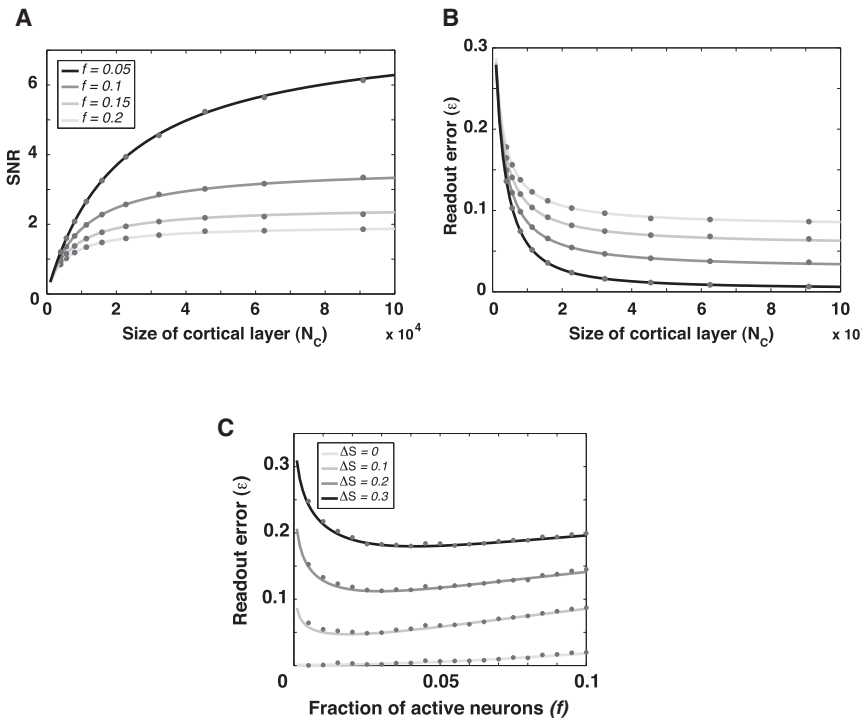 A
SNR
6
4
2
0
f = 0.05
f = 0.1
f = 0.15
f = 0.2
0 2 4 6 8 10
Size of cortical layer (N_C)
x 10^4
B
Readout error (ε)
0.3
0.2
0.1
0
0 2 4 6 8 10
Size of cortical layer (N_C)
x 10
C
Readout error (ε)
0.3
0.2
0.1
ΔS = 0
ΔS = 0.1
ΔS = 0.2
ΔS = 0.3
0 0.05 0.1
Fraction of active neurons (f)